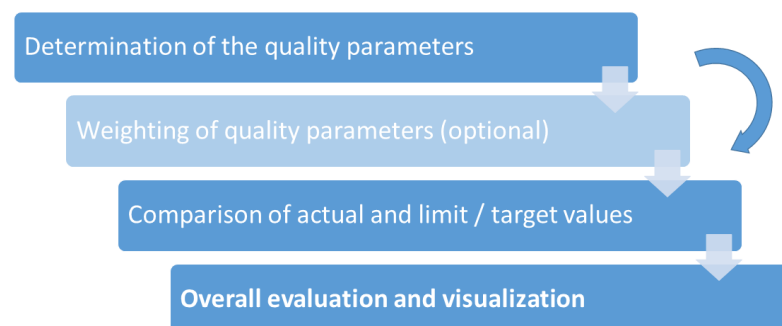 Determination of the quality parameters
Weighting of quality parameters (optional)
Comparison of actual and limit / target values
Overall evaluation and visualization